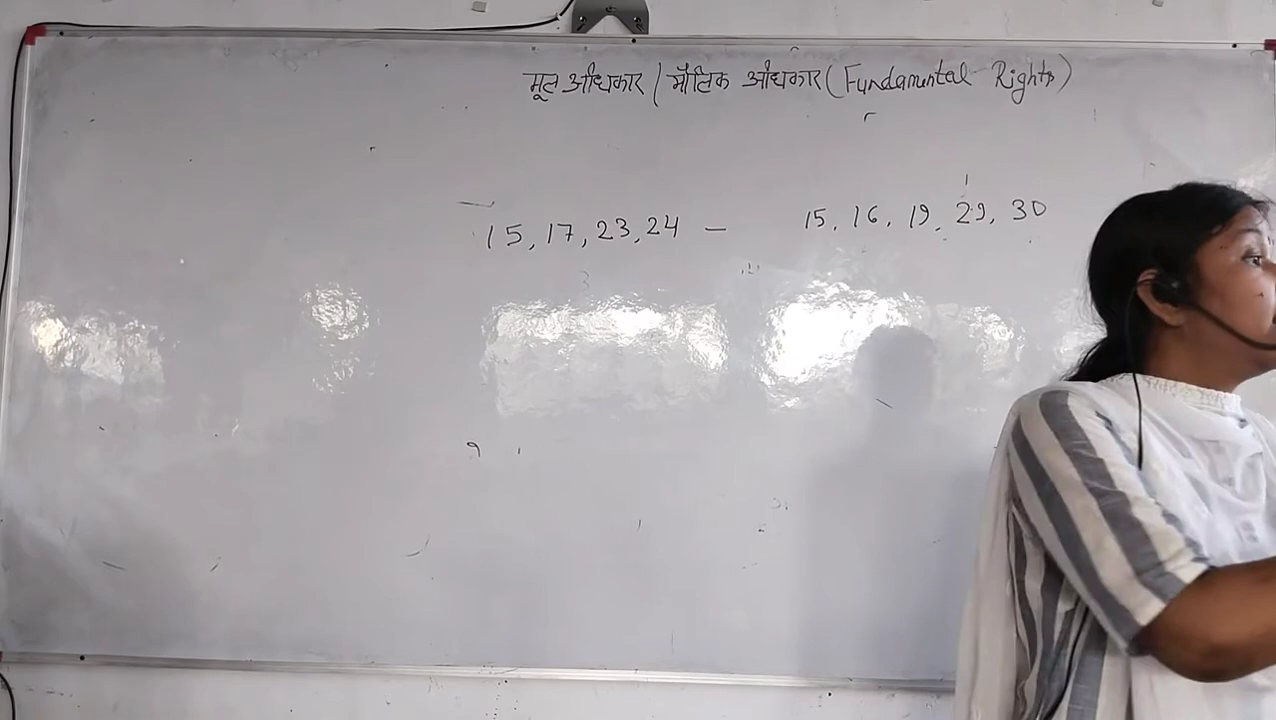 मूल अधिकार / मौलिक अधिकार ( Fundamental Rights )
15, 17, 23, 24 — 15, 16, 19, 29, 30